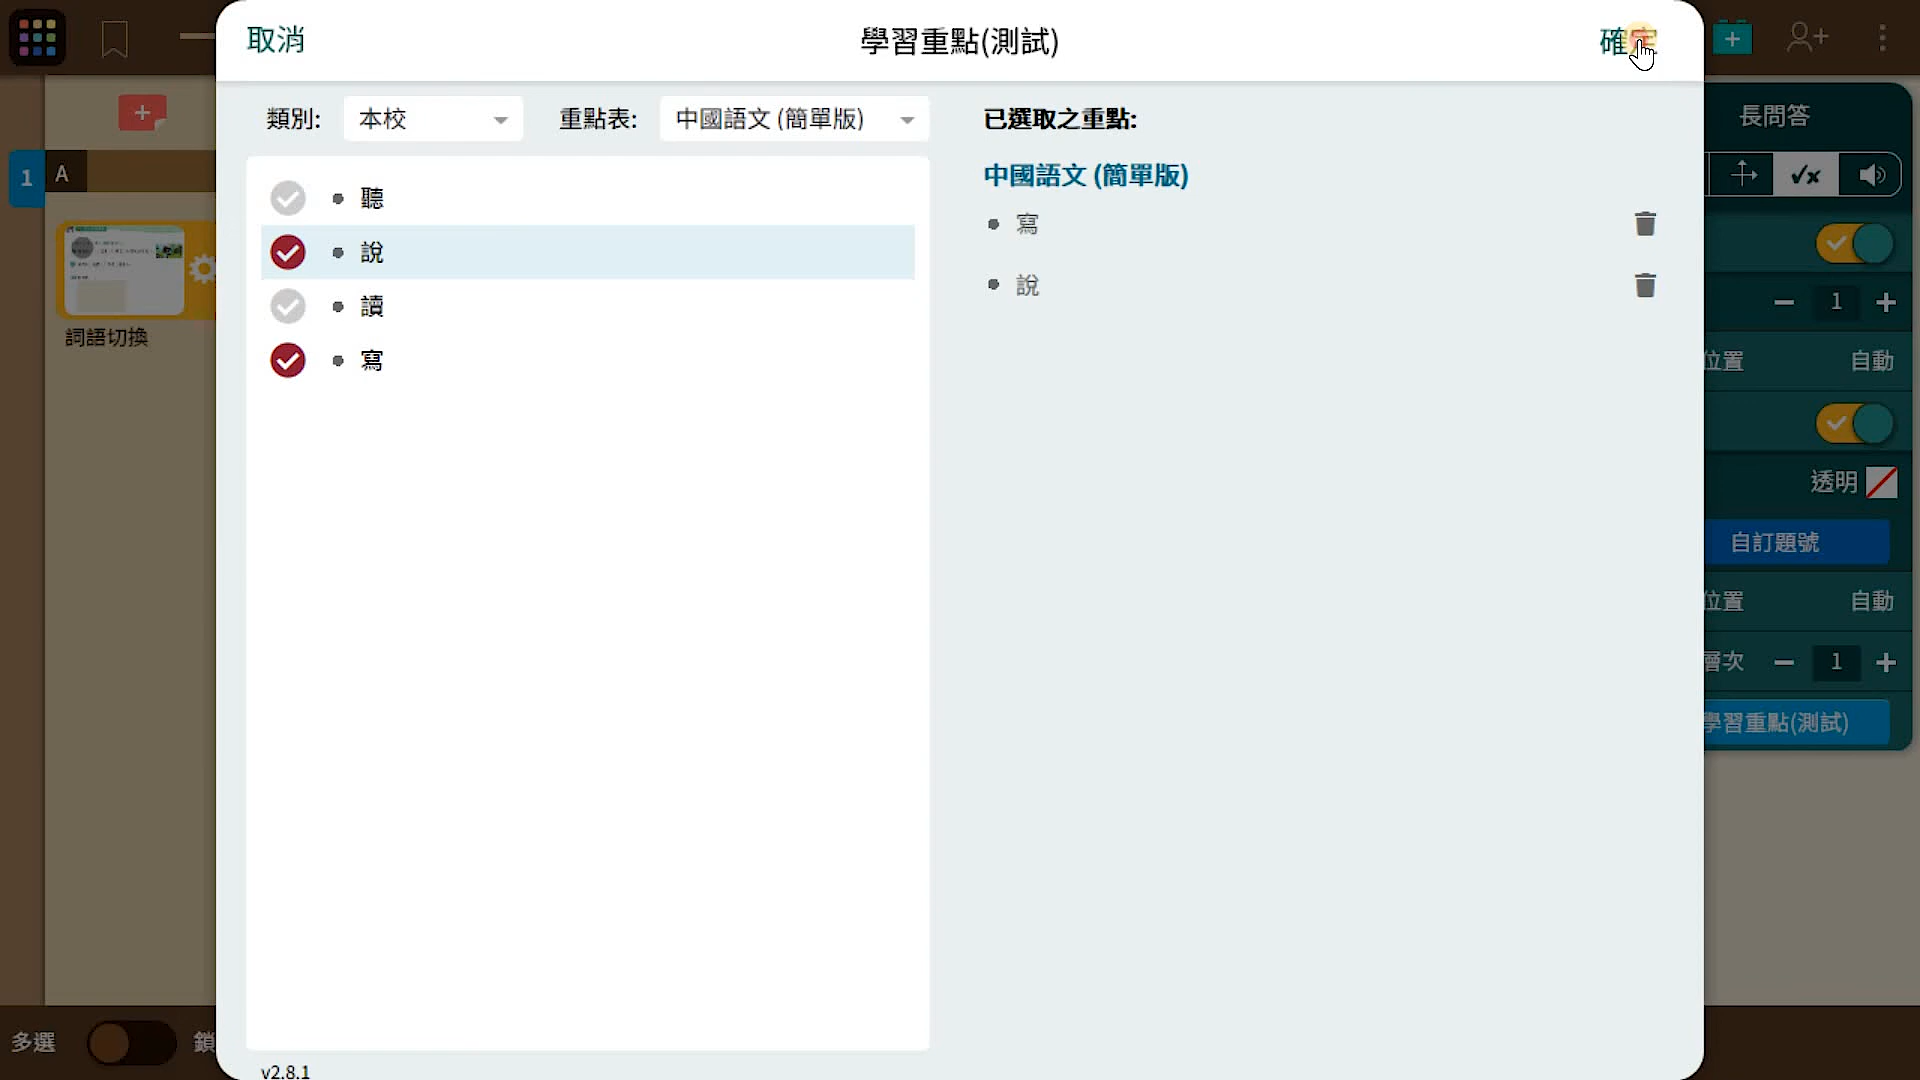 取消
學習重點(測試)
確定
類別:
本校
重點表:
中國語文 (簡單版)
已選取之重點:
中國語文 (簡單版)
寫
說
聽
說
讀
寫
v2.8.1
1
A
詞語切換
多選
鎖
長問答
1
位置
自動
透明
自訂題號
位置
自動
層次
1
學習重點(測試)